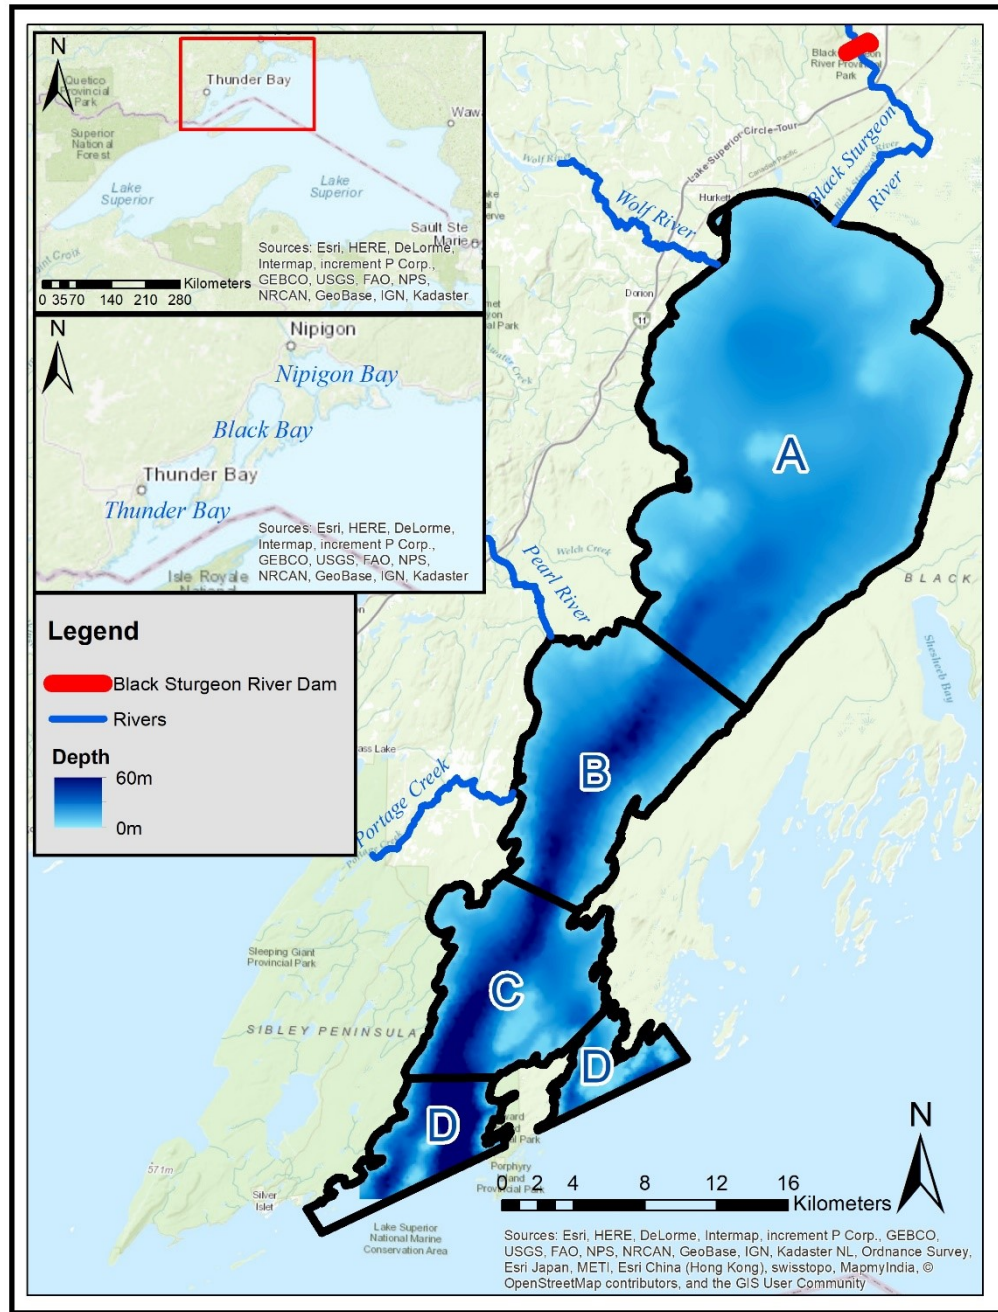 N
Quetico
Provincial
Park
Thunder Bay
Wawa
Superior
National
Forest
Lake
Superior
Lake
Superior
Sault Ste
Marie
Sources: Esri, HERE, DeLorme,
Intermap, increment P Corp.,
GEBCO, USGS, FAO, NPS,
NRCAN, GeoBase, IGN, Kadaster
Kilometers
0 35 70 140 210 280
N
Nipigon
Nipigon Bay
Black Bay
Thunder Bay
Thunder Bay
Sources: Esri, HERE, DeLorme,
Intermap, increment P Corp.,
GEBCO, USGS, FAO, NPS,
NRCAN, GeoBase, IGN, Kadaster
Isle Royale
National
Legend
Black Sturgeon River Dam
Rivers
Depth
60m
0m
River Provincial
Park
Black Sturgeon
River
Lake Superior Circle Tour
Canadian Pacific
Wolf River
Hurkett
Dorion
11
A
Welch Creek
Pearl River
BLACK
Shesheeb Bay
B
Portage Creek
C
Sleeping Giant
Provincial Park
SIBLEY PENINSULA
D
D
57 m
Silver
Islet
Porphyry
Island
Provincial Park
Lake Superior
National Marine
Conservation Area
N
0 2 4 8 12 16
Kilometers
Sources: Esri, HERE, DeLorme, Intermap, increment P Corp., GEBCO,
USGS, FAO, NPS, NRCAN, GeoBase, IGN, Kadaster NL, Ordnance Survey,
Esri Japan, METI, Esri China (Hong Kong), swisstopo, MapmyIndia, ©
OpenStreetMap contributors, and the GIS User Community